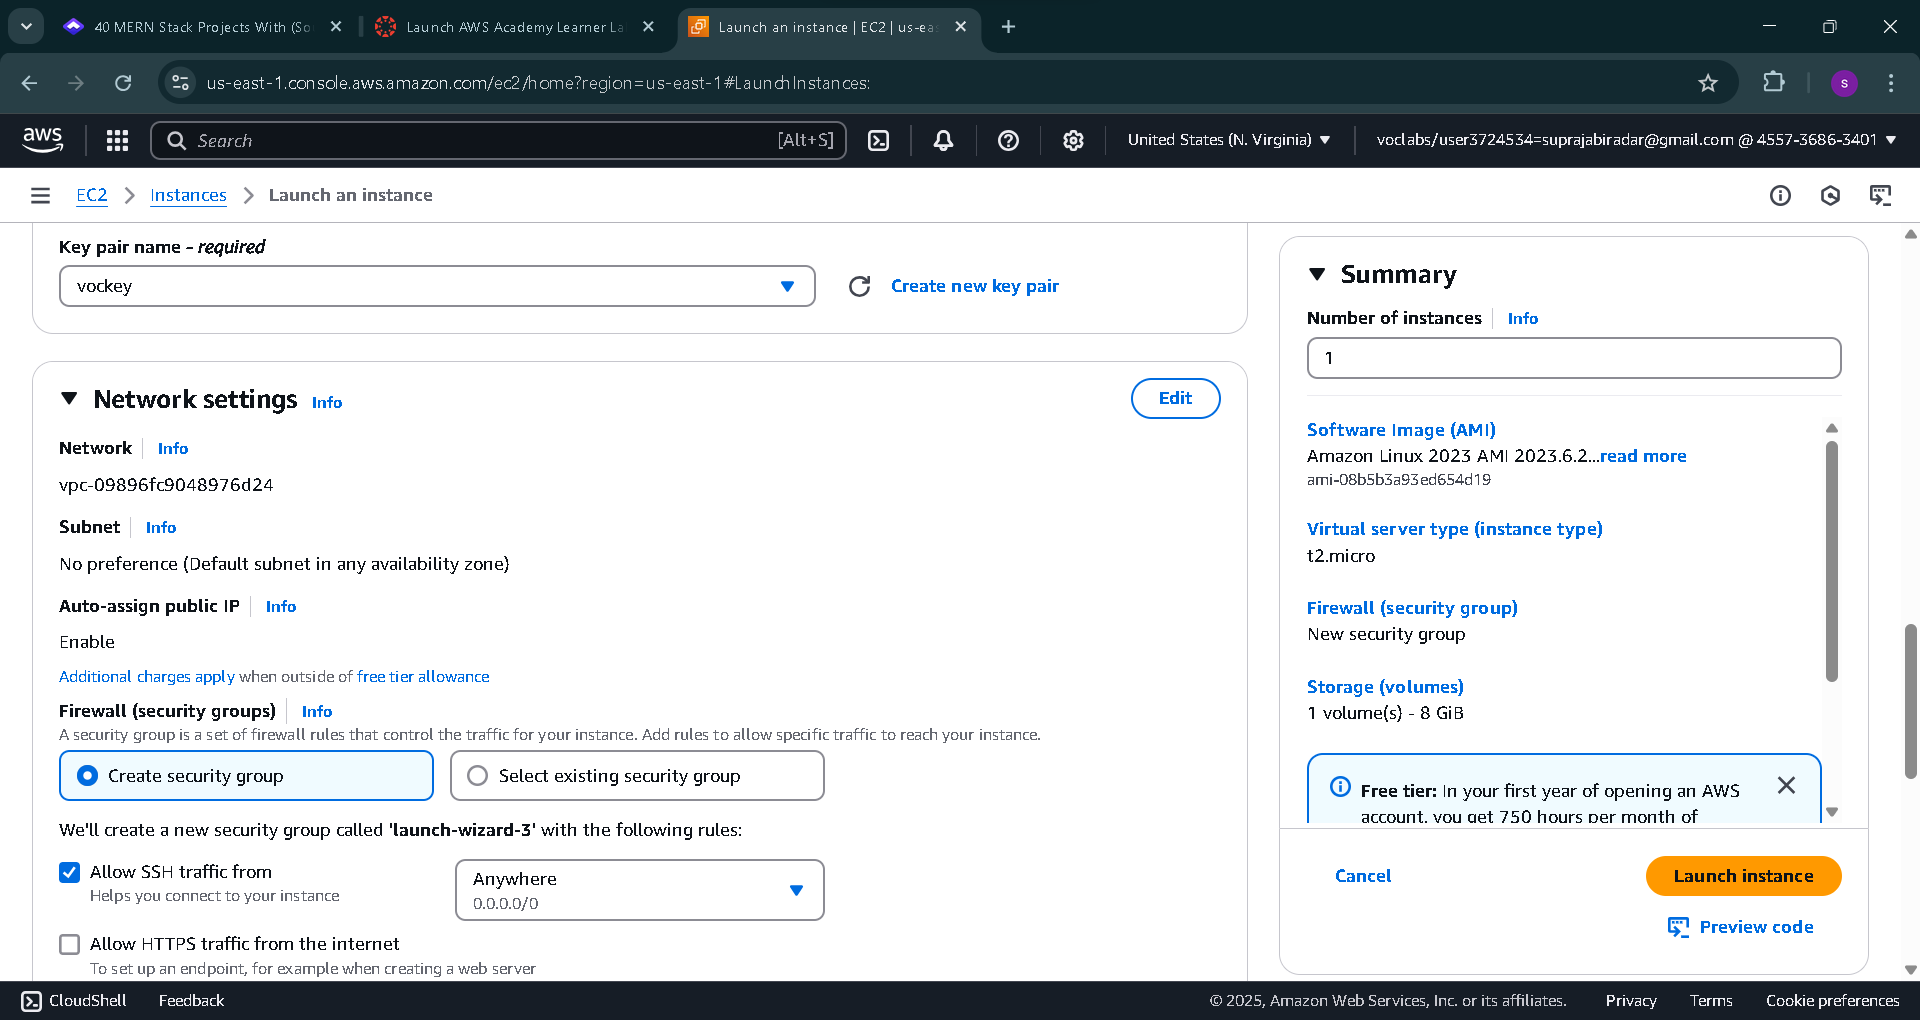 40 MERN Stack Projects With (So
Launch AWS Academy Learner La
Launch an instance | EC2 | us-eas
us-east-1.console.aws.amazon.com/ec2/home?region=us-east-1#LaunchInstances:
s
aws
Search
[Alt+S]
United States (N. Virginia)
voclabs/user3724534=suprajabiradar@gmail.com @ 4557-3686-3401
EC2
Instances
Launch an instance
Key pair name - required
vockey
Create new key pair
Network settings Info
Edit
Network Info
vpc-09896fc9048976d24
Subnet Info
No preference (Default subnet in any availability zone)
Auto-assign public IP Info
Enable
Additional charges apply when outside of free tier allowance
Firewall (security groups) Info
A security group is a set of firewall rules that control the traffic for your instance. Add rules to allow specific traffic to reach your instance.
Create security group
Select existing security group
We'll create a new security group called 'launch-wizard-3' with the following rules:
Allow SSH traffic from
Helps you connect to your instance
Anywhere
0.0.0.0/0
Allow HTTPS traffic from the internet
To set up an endpoint, for example when creating a web server
Summary
Number of instances Info
1
Software Image (AMI)
Amazon Linux 2023 AMI 2023.6.2...read more
ami-08b5b3a93ed654d19
Virtual server type (instance type)
t2.micro
Firewall (security group)
New security group
Storage (volumes)
1 volume(s) - 8 GiB
Free tier: In your first year of opening an AWS
account, you get 750 hours per month of
Cancel
Launch instance
Preview code
CloudShell
Feedback
© 2025, Amazon Web Services, Inc. or its affiliates.
Privacy
Terms
Cookie preferences